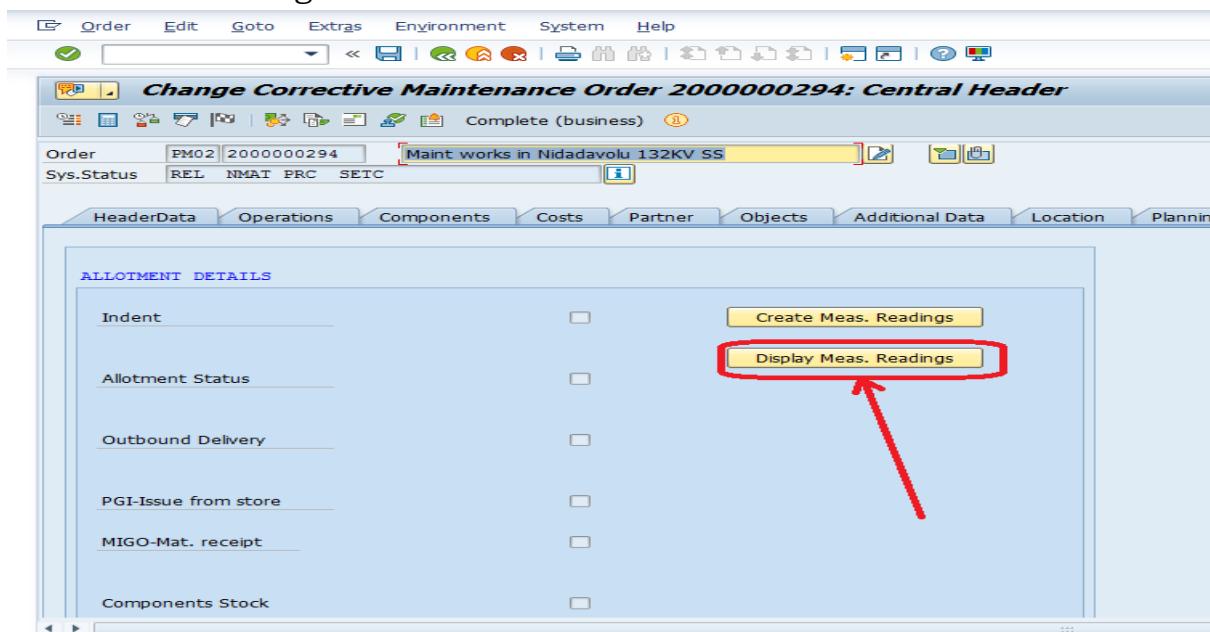 Order Edit Goto Extras Environment System Help
Change Corrective Maintenance Order 2000000294: Central Header
Complete (business)
Order PM02 2000000294 Maint works in Nidadavolu 132KV SS
Sys.Status REL NMAT PRC SETC
HeaderData Operations Components Costs Partner Objects Additional Data Location Plannin
ALLOTMENT DETAILS
Indent Create Meas. Readings
Display Meas. Readings
Allotment Status
Outbound Delivery
PGI-Issue from store
MIGO-Mat. receipt
Components Stock